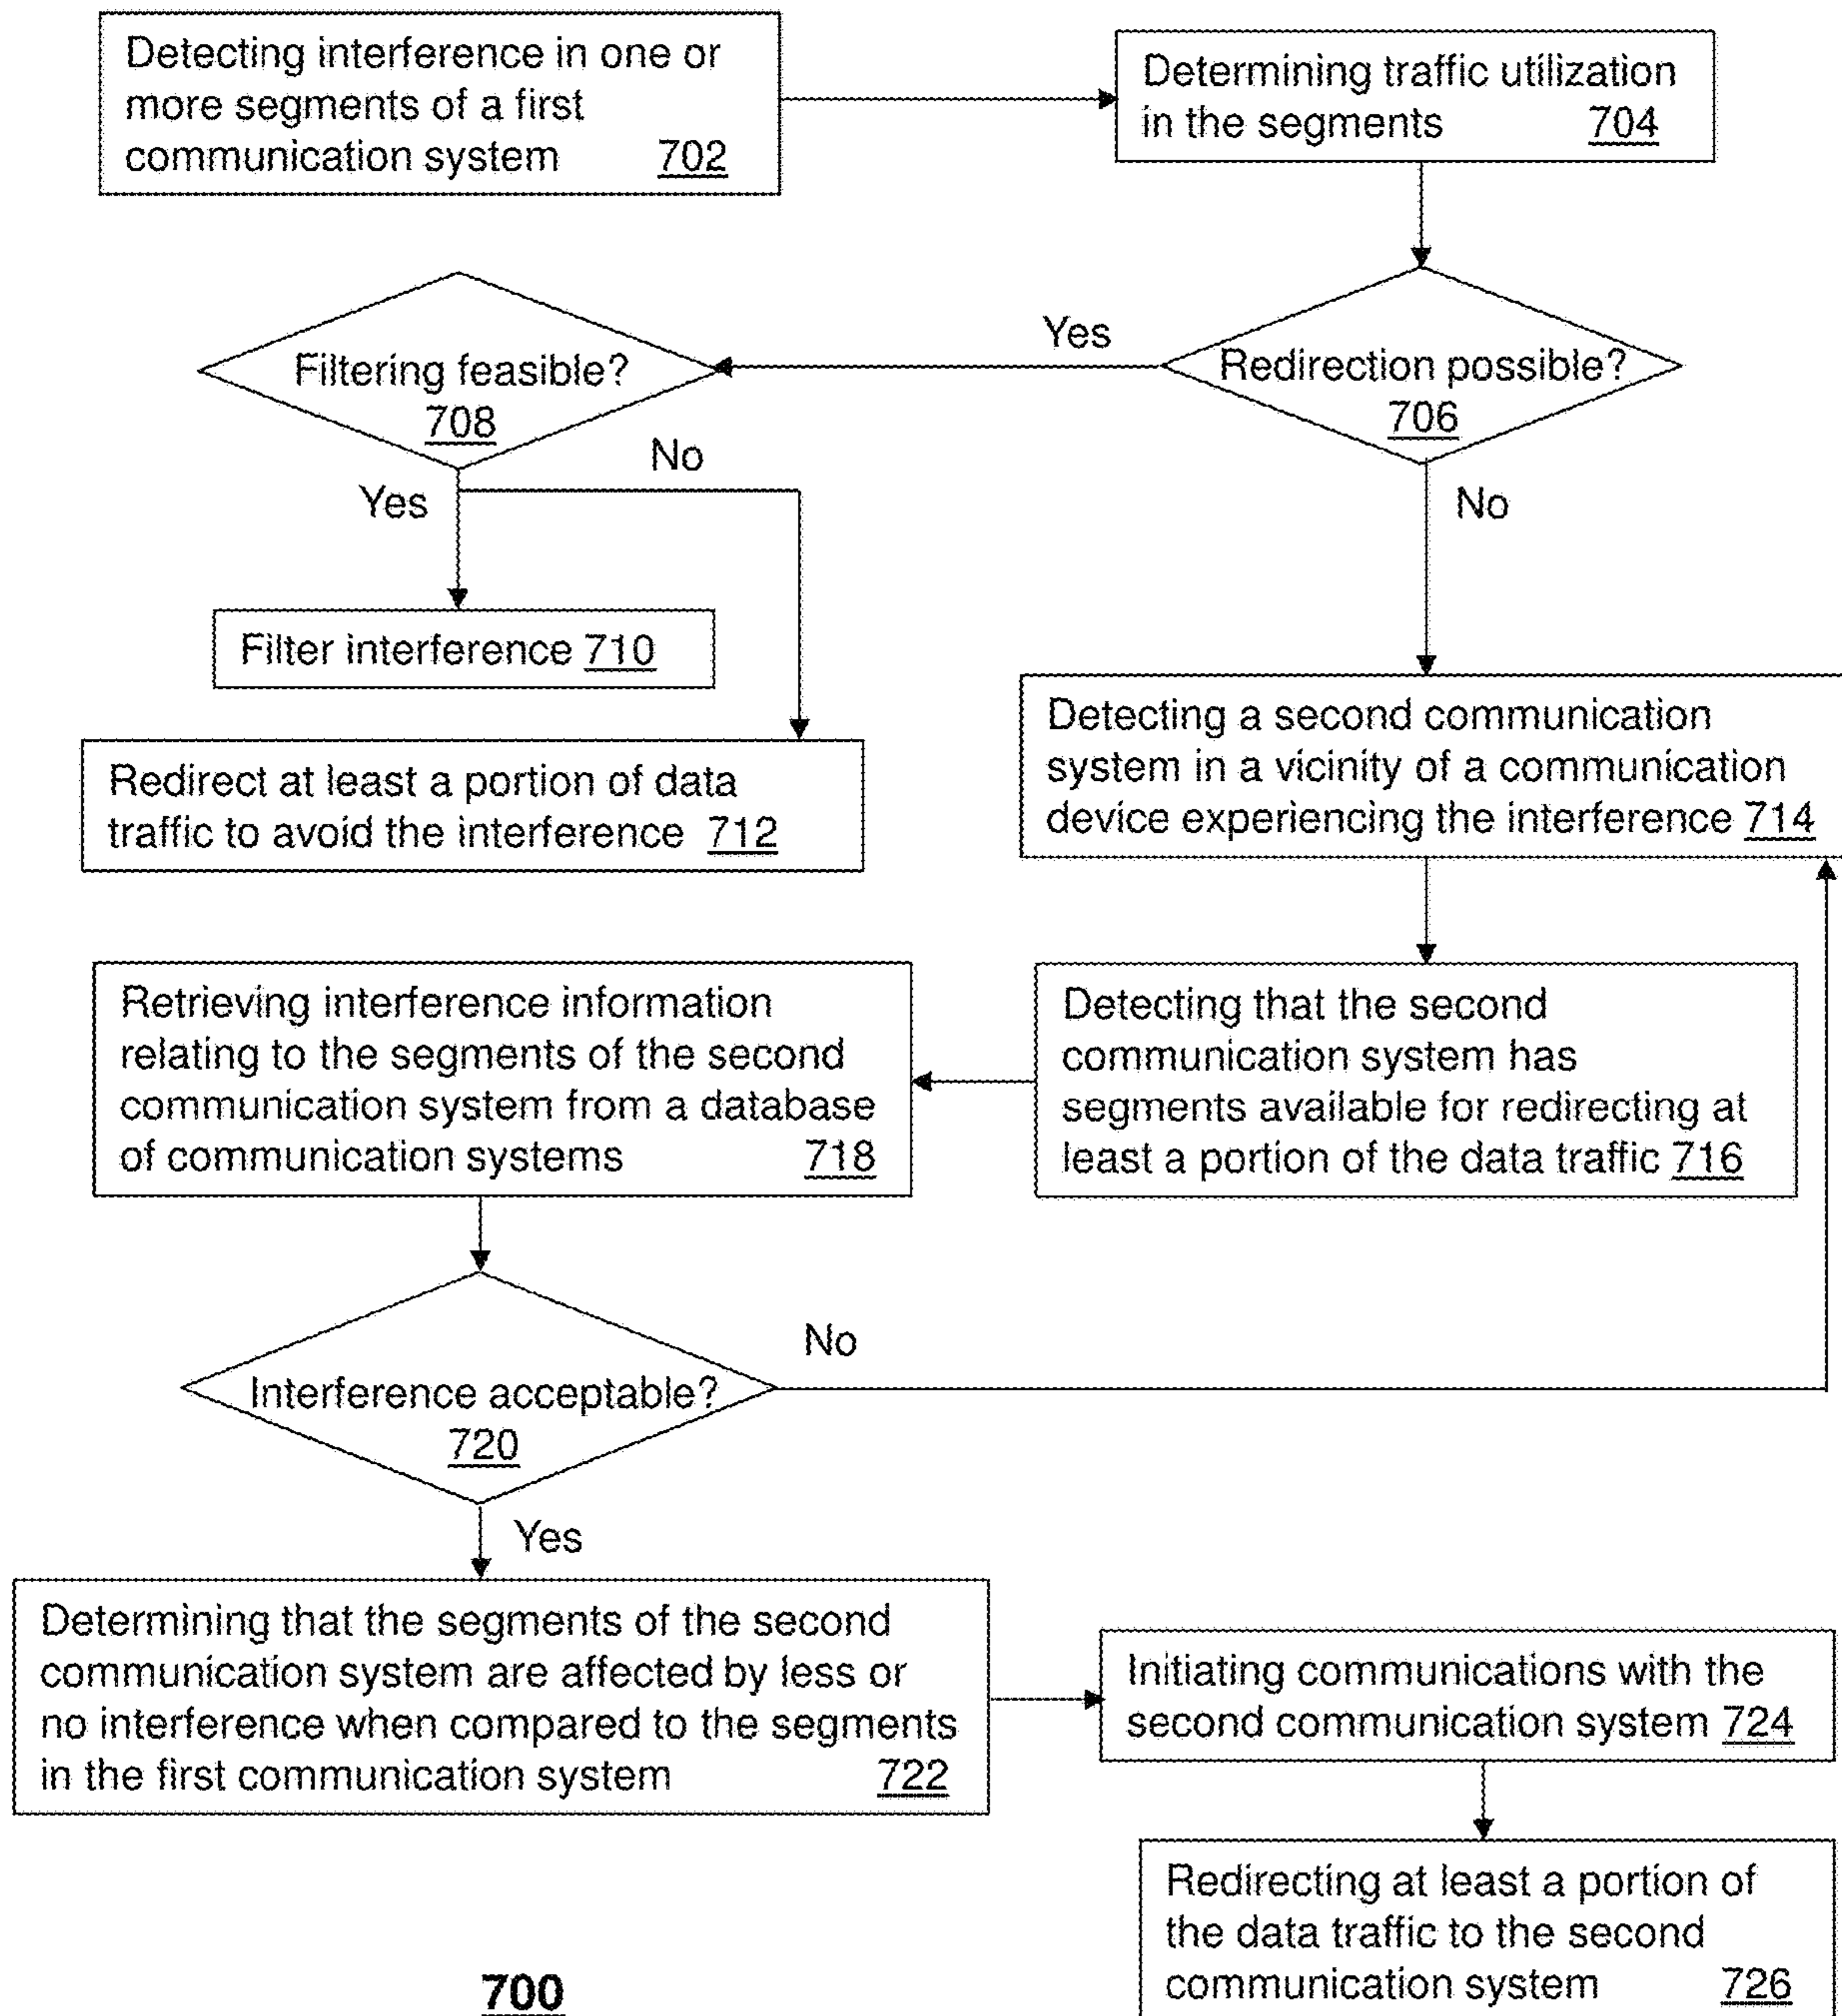 Detecting interference in one or
more segments of a first
communication system 702
Determining traffic utilization
in the segments 704
Redirection possible?
706
Yes
No
Filtering feasible?
708
Yes
No
Filter interference 710
Redirect at least a portion of data
traffic to avoid the interference 712
Detecting a second communication
system in a vicinity of a communication
device experiencing the interference 714
Detecting that the second
communication system has
segments available for redirecting at
least a portion of the data traffic 716
Retrieving interference information
relating to the segments of the second
communication system from a database
of communication systems 718
Interference acceptable?
720
No
Yes
Determining that the segments of the second
communication system are affected by less or
no interference when compared to the segments
in the first communication system 722
Initiating communications with the
second communication system 724
Redirecting at least a portion of
the data traffic to the second
communication system 726
700